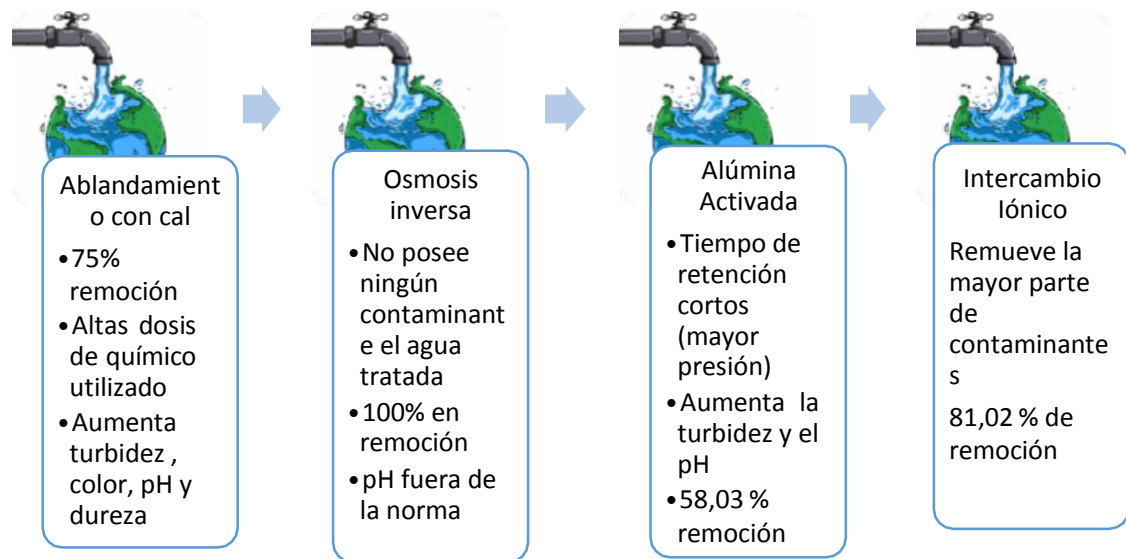 Ablandamient
o con cal
•75%
remoción
•Altas dosis
de químico
utilizado
•Aumenta
turbidez ,
color, pH y
dureza
Osmosis
inversa
•No posee
ningún
contaminant
e el agua
tratada
•100% en
remoción
•pH fuera de
la norma
Alúmina
Activada
•Tiempo de
retención
cortos
(mayor
presión)
•Aumenta la
turbidez y el
pH
•58,03 %
remoción
Intercambio
Iónico
Remueve la
mayor parte
de
contaminante
s
81,02 % de
remoción